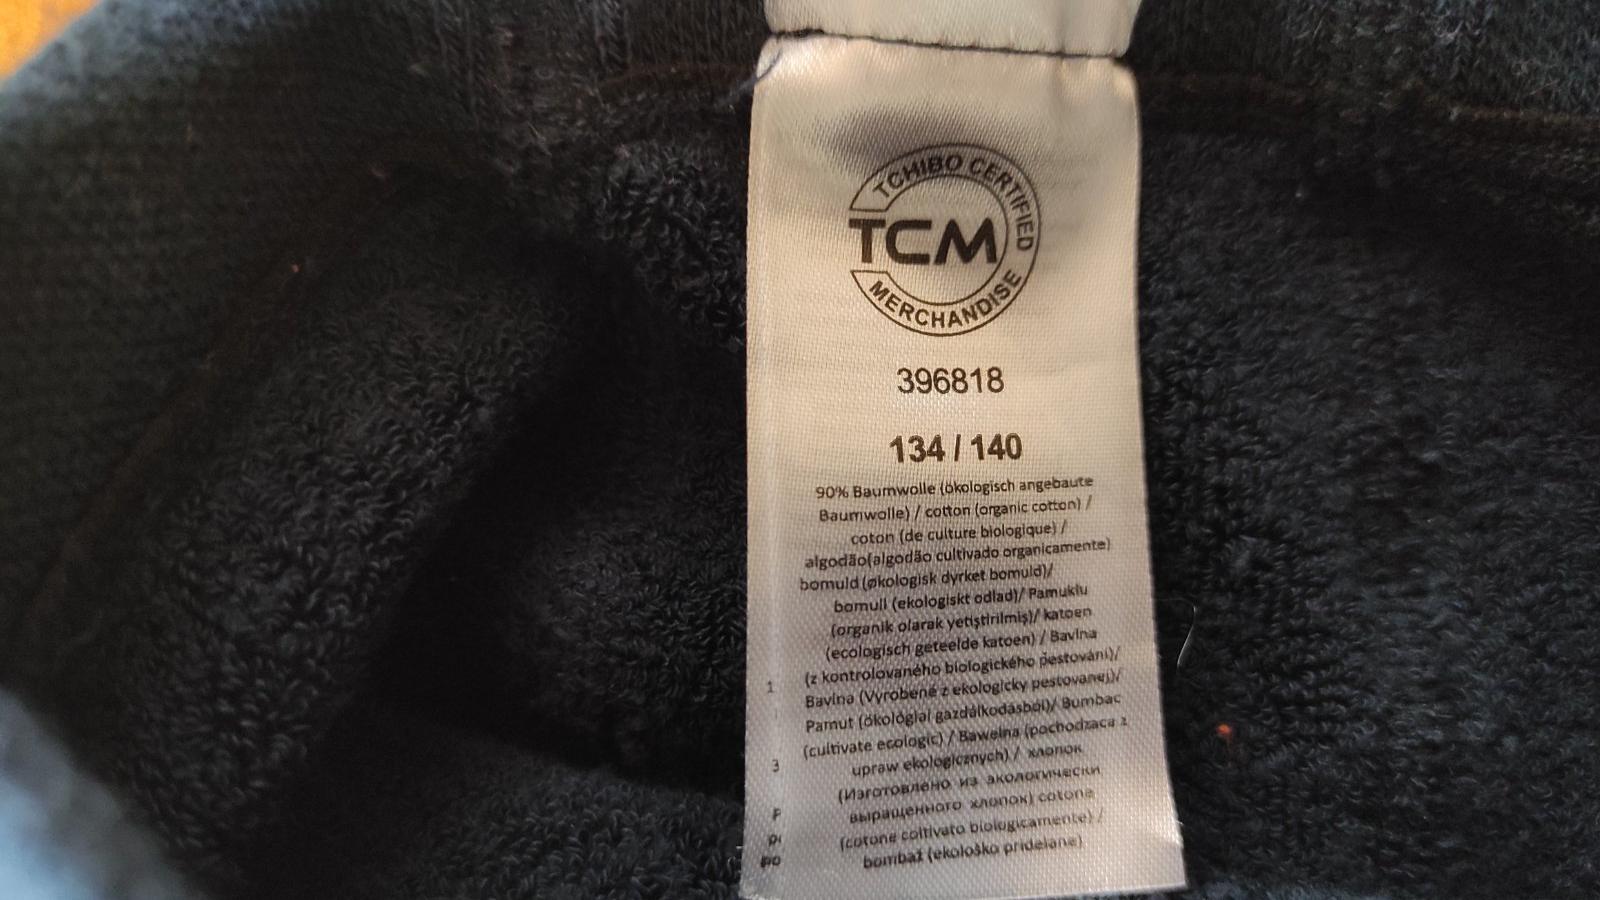 TCHIBO CERTIFIED
TCM
MERCHANDISE
396818
134 / 140
90% Baumwolle (ökologisch angebaute
Baumwolle) / cotton (organic cotton) /
coton (de culture biologique) /
algodão(algodão cultivado organicamente)
bomuld (økologisk dyrket bomuld)/
bomull (ekologiskt odlad)/ Pamuklu
(organik olarak yetiştirilmiş)/ katoen
(ecologisch geteelde katoen) / Bavlna
(z kontrolovaného biologického pěstování)/
Bavlna (Vyrobené z ekologicky pestovanej)/
Pamut (ökológiai gazdálkodásból)/ Bumbac
(cultivate ecologic) / Bawełna (pochodząca z
upraw ekologicznych) / хлопок
(Изготовлено из экологически
выращенного хлопок) cotone
(cotone coltivato biologicamente) /
bombaž (ekološko pridelane)
1
3